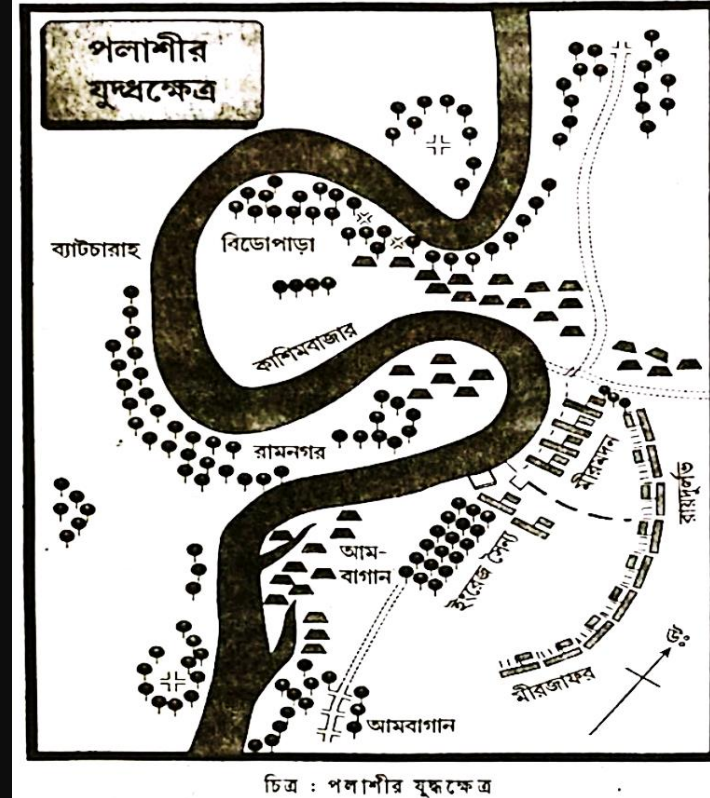 পলাশীর
যুদ্ধক্ষেত্র
ব্যাটচারাহ
বিডোপাড়া
কাশিমবাজার
রামনগর
মীরমদন
রায়দুর্লভ
আম-
বাগান
ইংরেজ সৈন্য
উঃ
মীরজাফর
আমবাগান
চিত্র : পলাশীর যুদ্ধক্ষেত্র